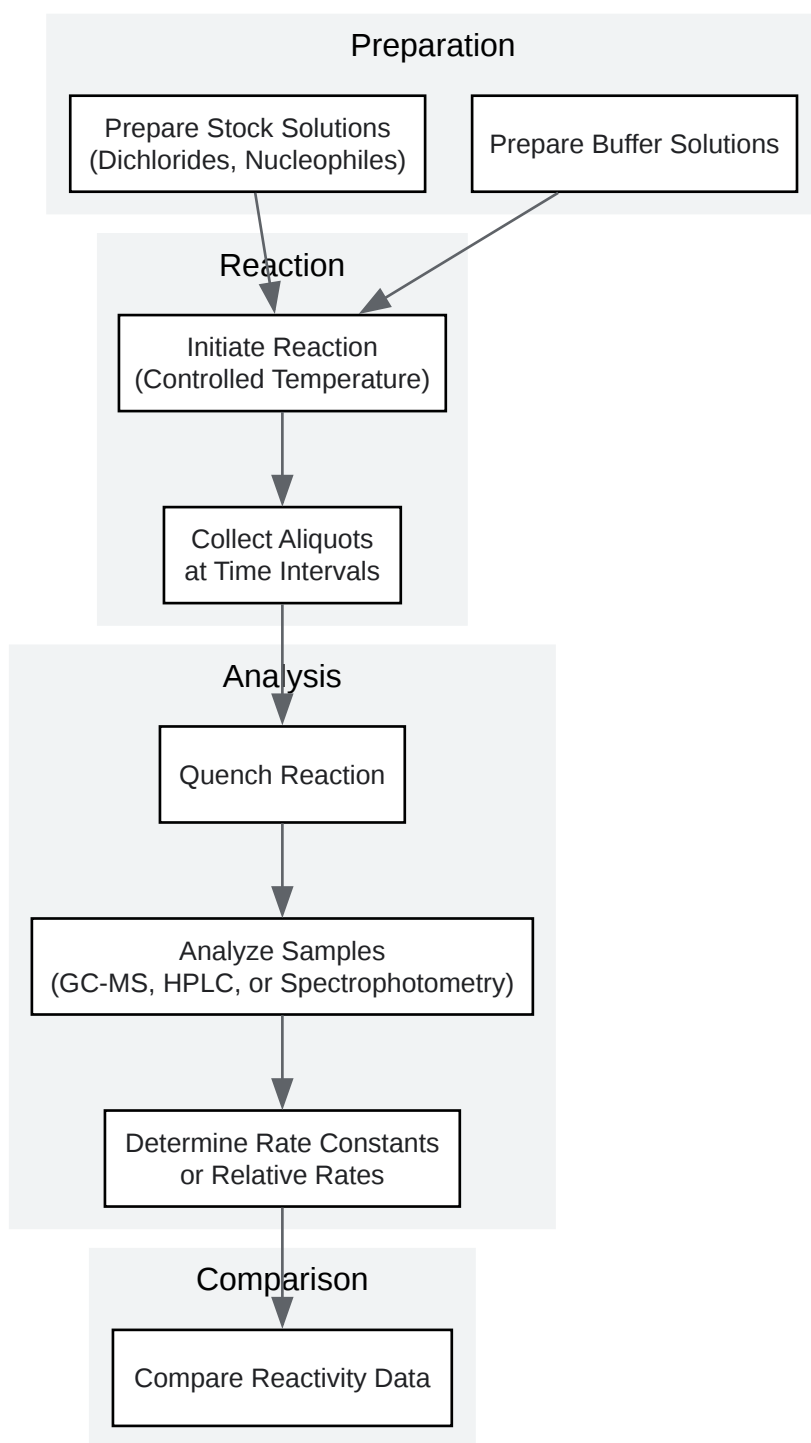 Preparation
Prepare Stock Solutions
(Dichlorides, Nucleophiles)
Prepare Buffer Solutions
Reaction
Initiate Reaction
(Controlled Temperature)
Collect Aliquots
at Time Intervals
Analysis
Quench Reaction
Analyze Samples
(GC-MS, HPLC, or Spectrophotometry)
Determine Rate Constants
or Relative Rates
Comparison
Compare Reactivity Data